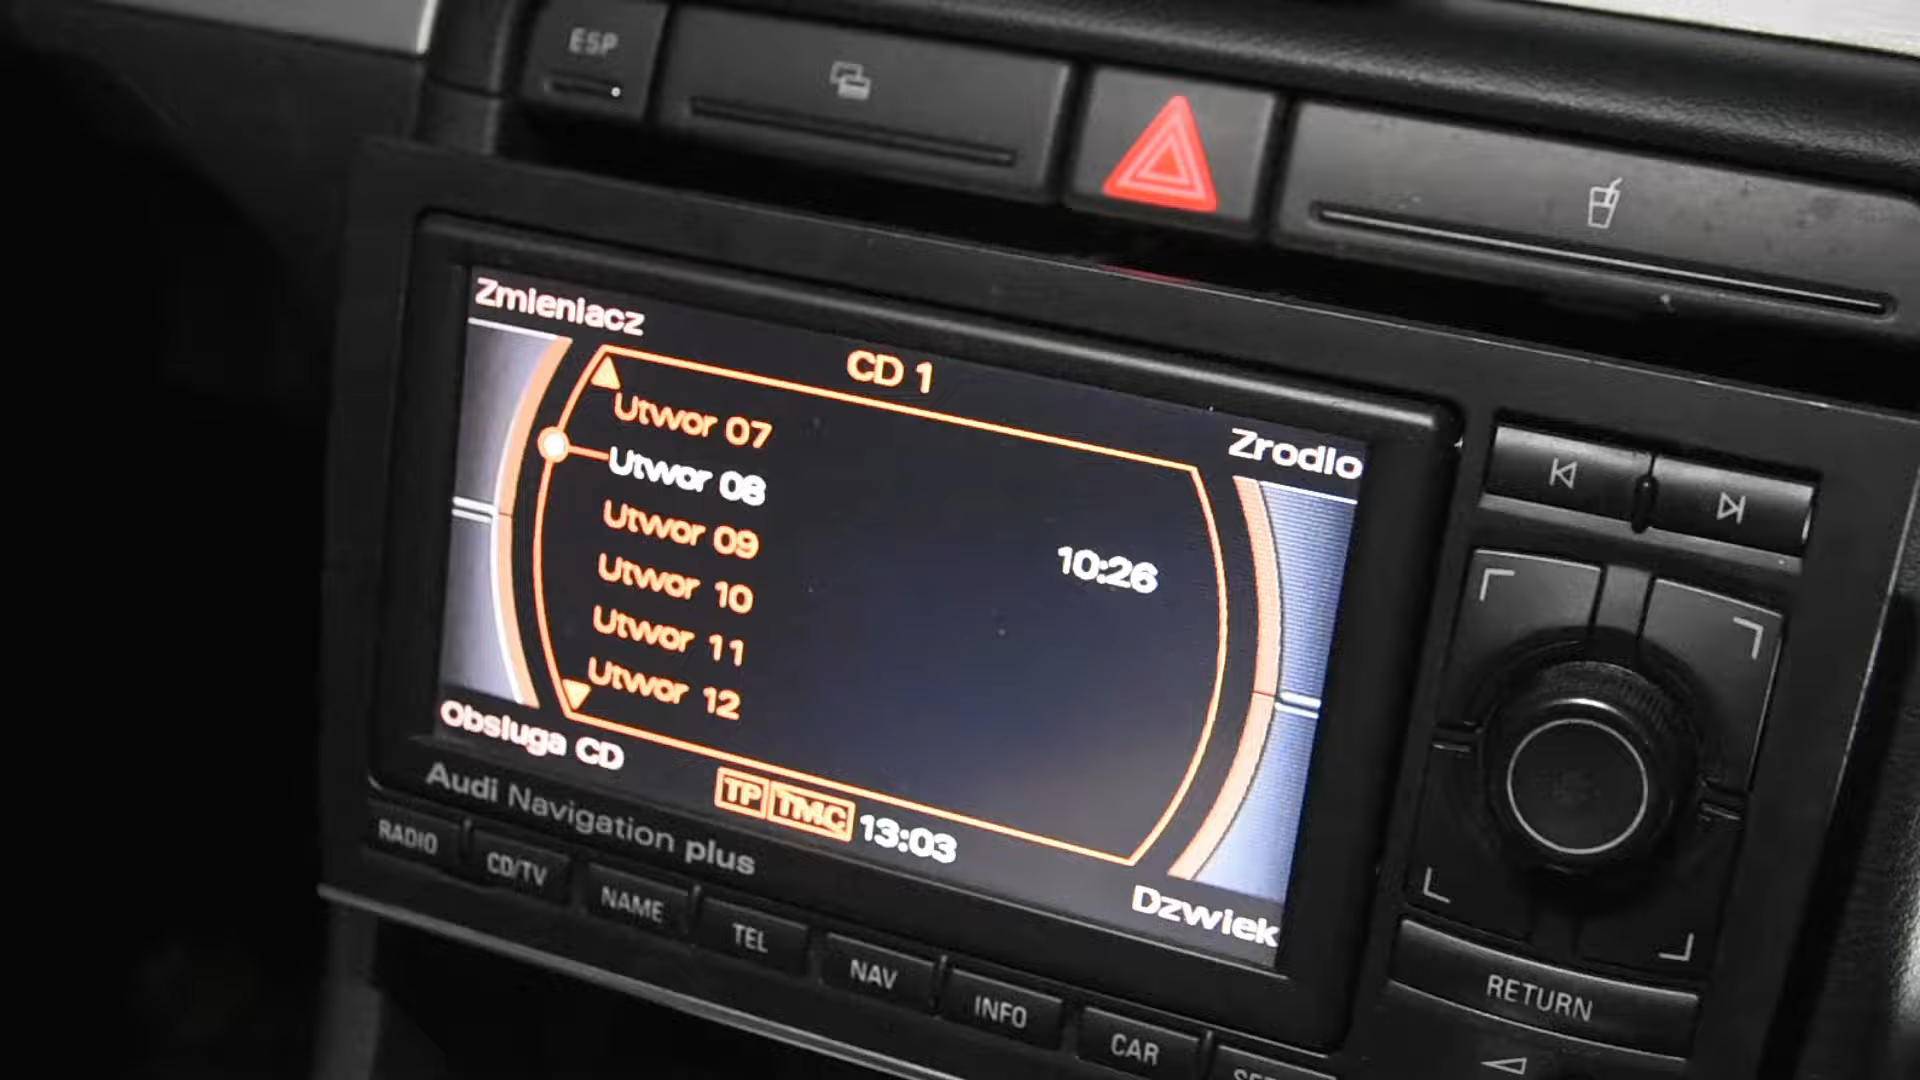 ESP
Zmieniacz
CD 1
Utwor 07
Zrodlo
Utwor 08
Utwor 09
10:26
Utwor 10
Utwor 11
Utwor 12
Obsluga CD
TP TMC 13:03
Dzwiek
Audi Navigation plus
RADIO
CD/TV
NAME
TEL
NAV
INFO
CAR
RETURN